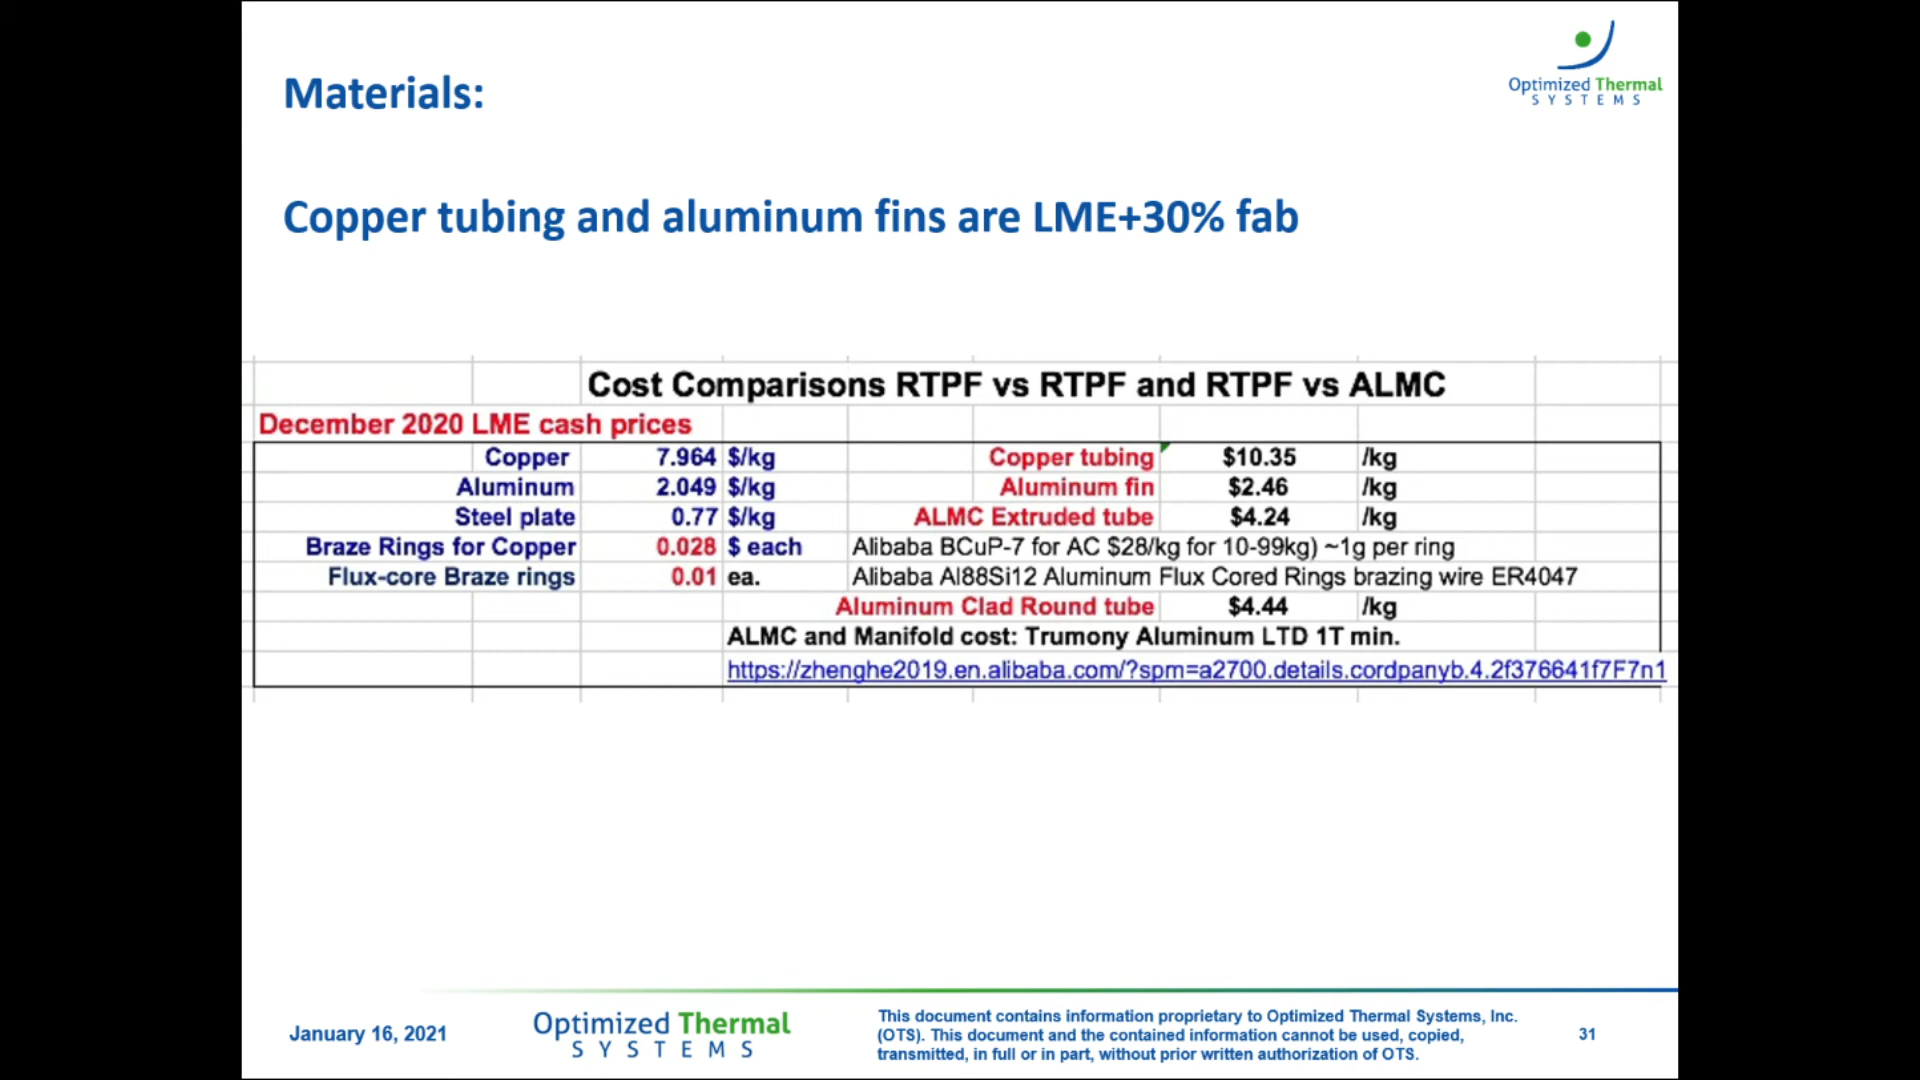 Optimized Thermal
SYSTEMS
Materials:
Copper tubing and aluminum fins are LME+30% fab
Cost Comparisons RTPF vs RTPF and RTPF vs ALMC
December 2020 LME cash prices
Copper 7.964 $/kg Copper tubing $10.35 /kg
Aluminum 2.049 $/kg Aluminum fin $2.46 /kg
Steel plate 0.77 $/kg ALMC Extruded tube $4.24 /kg
Braze Rings for Copper 0.028 $ each Alibaba BCuP-7 for AC $28/kg for 10-99kg) ~1g per ring
Flux-core Braze rings 0.01 ea. Alibaba Al88Si12 Aluminum Flux Cored Rings brazing wire ER4047
Aluminum Clad Round tube $4.44 /kg
ALMC and Manifold cost: Trumony Aluminum LTD 1T min.
https://zhenghe2019.en.alibaba.com/?spm=a2700.details.cordpanyb.4.2f376641f7F7n1
January 16, 2021
Optimized Thermal
SYSTEMS
This document contains information proprietary to Optimized Thermal Systems, Inc.
(OTS). This document and the contained information cannot be used, copied,
transmitted, in full or in part, without prior written authorization of OTS.
31